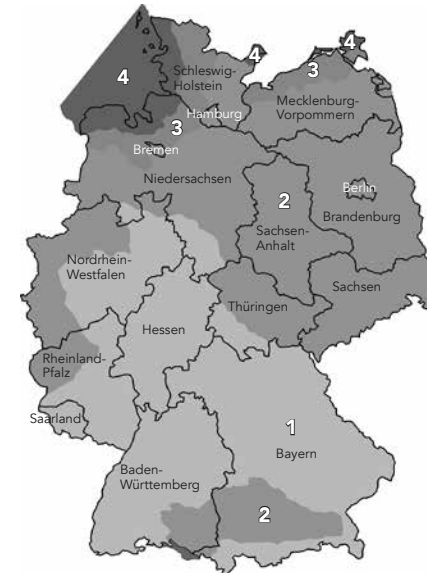 4
4
3
4
Schleswig-
Holstein
Mecklenburg-
Vorpommern
Hamburg
3
Bremen
Niedersachsen
2
Berlin
Brandenburg
Sachsen-
Anhalt
Nordrhein-
Westfalen
Sachsen
Thüringen
Hessen
Rheinland-
Pfalz
Saarland
1
Bayern
Baden-
Württemberg
2